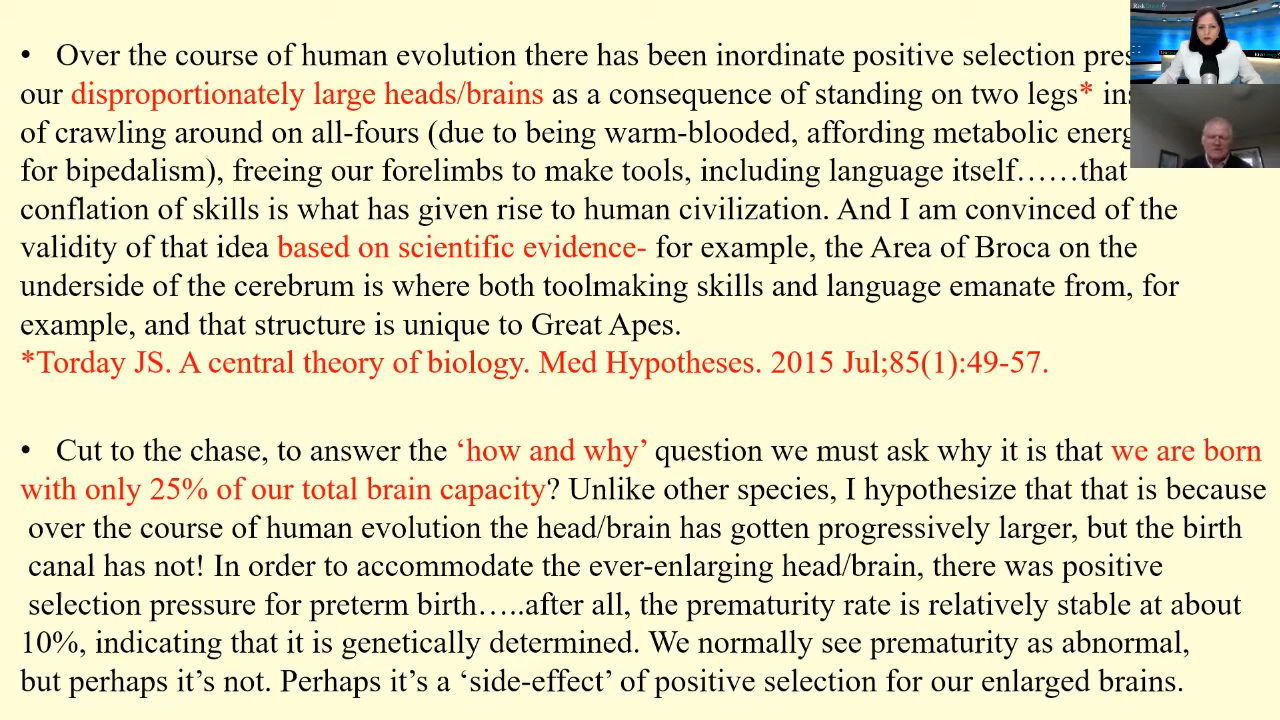 • Over the course of human evolution there has been inordinate positive selection
our disproportionately large heads/brains as a consequence of standing on two legs*
of crawling around on all-fours (due to being warm-blooded, affording metabolic
for bipedalism), freeing our forelimbs to make tools, including language itself……that
conflation of skills is what has given rise to human civilization. And I am convinced of the
validity of that idea based on scientific evidence- for example, the Area of Broca on the
underside of the cerebrum is where both toolmaking skills and language emanate from, for
example, and that structure is unique to Great Apes.
*Torday JS. A central theory of biology. Med Hypotheses. 2015 Jul;85(1):49-57.
• Cut to the chase, to answer the ‘how and why’ question we must ask why it is that we are born
with only 25% of our total brain capacity? Unlike other species, I hypothesize that that is because
over the course of human evolution the head/brain has gotten progressively larger, but the birth
canal has not! In order to accommodate the ever-enlarging head/brain, there was positive
selection pressure for preterm birth…..after all, the prematurity rate is relatively stable at about
10%, indicating that it is genetically determined. We normally see prematurity as abnormal,
but perhaps it’s not. Perhaps it’s a ‘side-effect’ of positive selection for our enlarged brains.